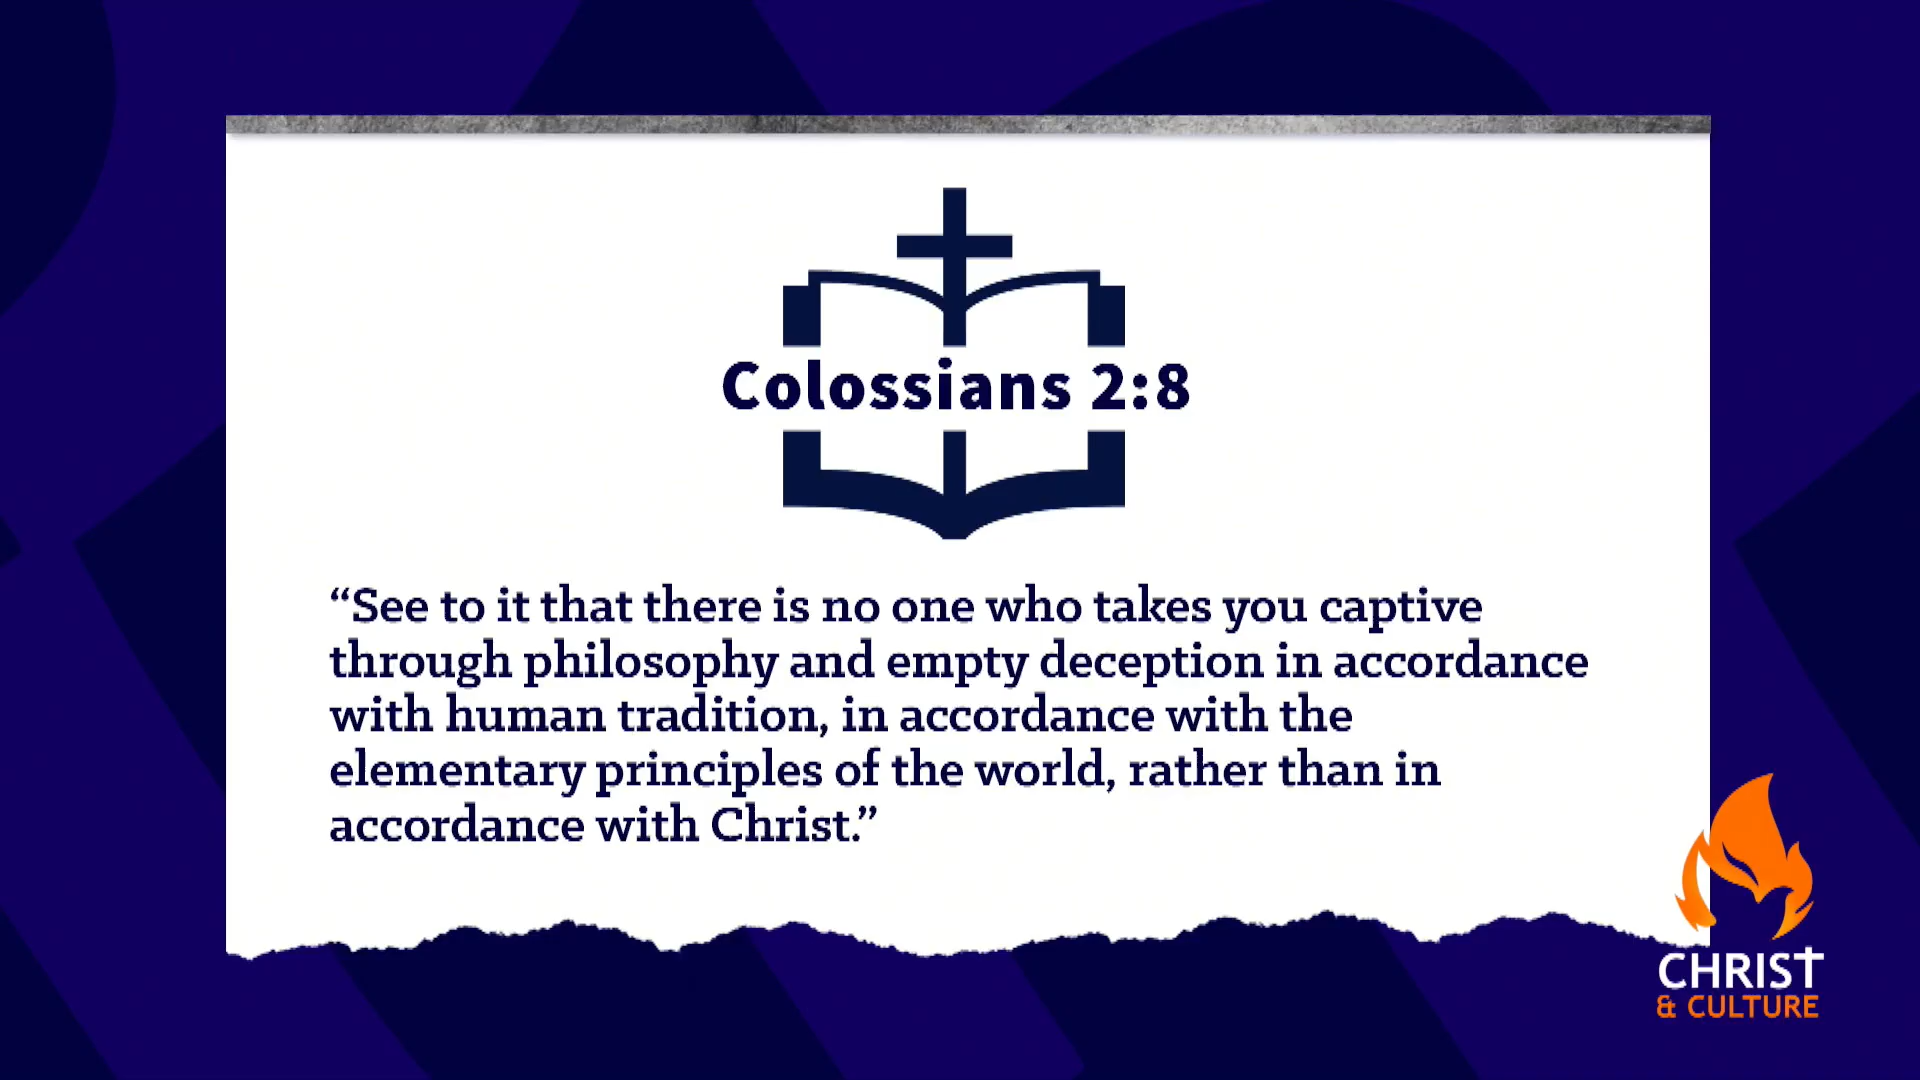 Colossians 2:8
“See to it that there is no one who takes you captive
through philosophy and empty deception in accordance
with human tradition, in accordance with the
elementary principles of the world, rather than in
accordance with Christ.”
CHRIST
& CULTURE